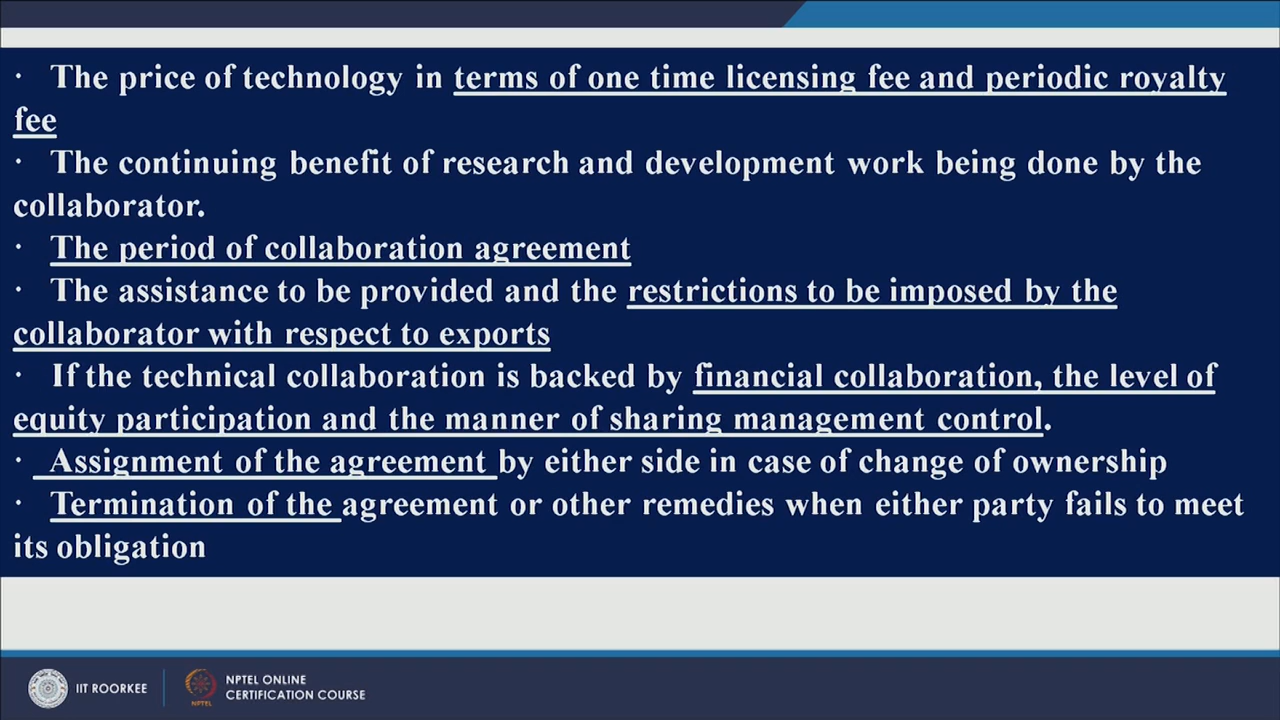 · The price of technology in terms of one time licensing fee and periodic royalty
fee
· The continuing benefit of research and development work being done by the
collaborator.
· The period of collaboration agreement
· The assistance to be provided and the restrictions to be imposed by the
collaborator with respect to exports
· If the technical collaboration is backed by financial collaboration, the level of
equity participation and the manner of sharing management control.
· Assignment of the agreement by either side in case of change of ownership
· Termination of the agreement or other remedies when either party fails to meet
its obligation
IIT ROORKEE
NPTEL ONLINE
CERTIFICATION COURSE
NPTEL